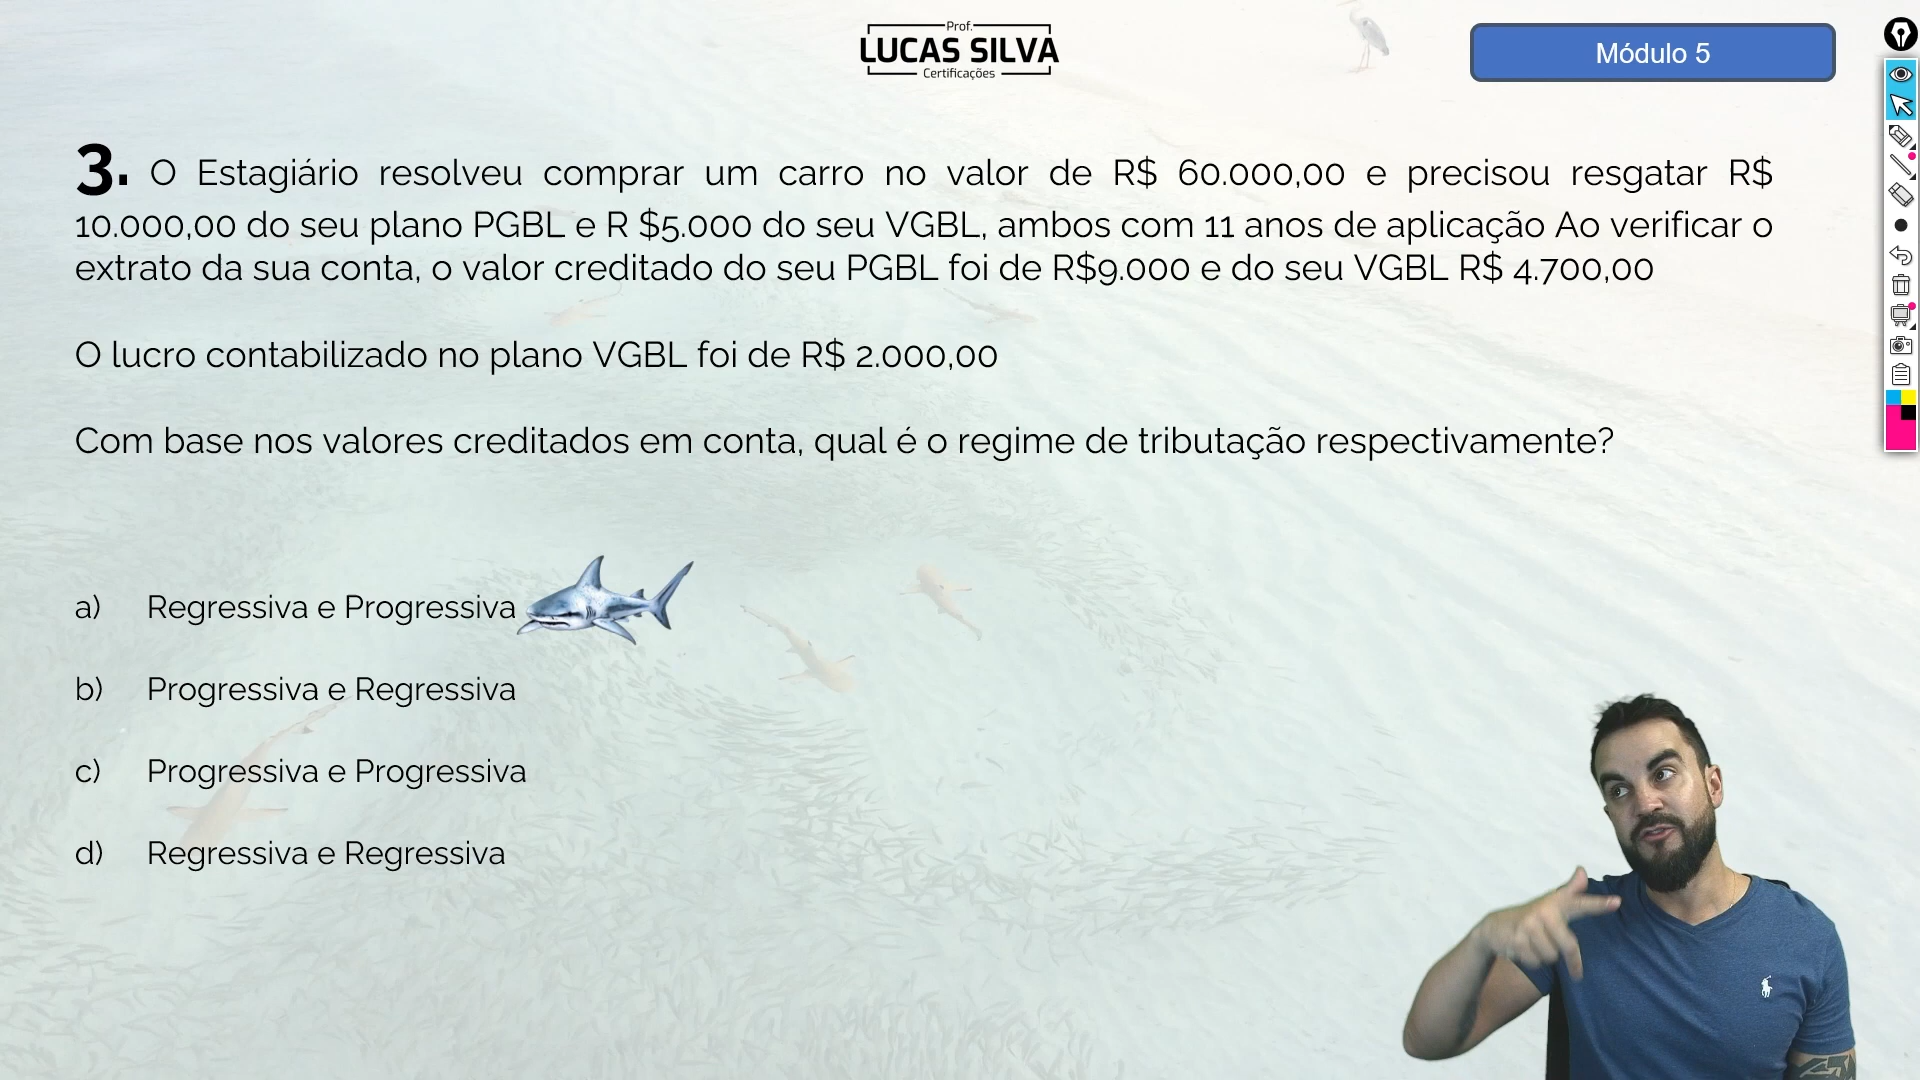 Prof.
LUCAS SILVA
Certificações
Módulo 5
3. O Estagiário resolveu comprar um carro no valor de R$ 60.000,00 e precisou resgatar R$
10.000,00 do seu plano PGBL e R $5.000 do seu VGBL, ambos com 11 anos de aplicação Ao verificar o
extrato da sua conta, o valor creditado do seu PGBL foi de R$9.000 e do seu VGBL R$ 4.700,00
O lucro contabilizado no plano VGBL foi de R$ 2.000,00
Com base nos valores creditados em conta, qual é o regime de tributação respectivamente?
a) Regressiva e Progressiva
b) Progressiva e Regressiva
c) Progressiva e Progressiva
d) Regressiva e Regressiva